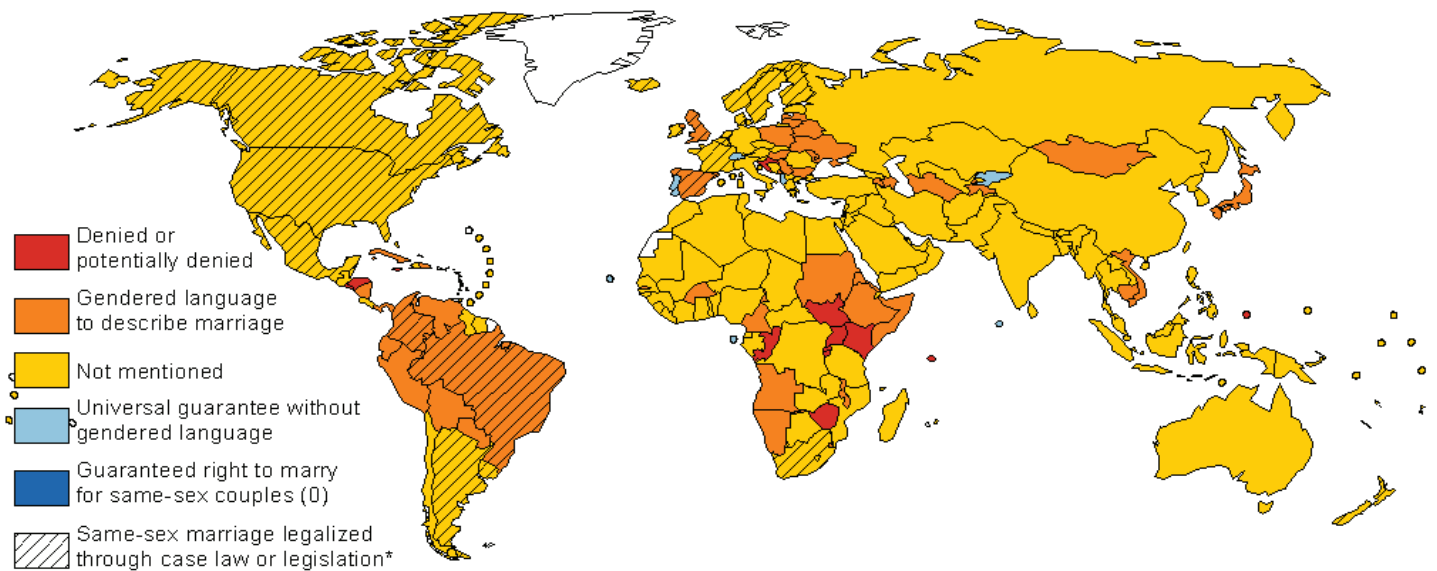 Denied or
potentially denied
Gendered language
to describe marriage
Not mentioned
Universal guarantee without
gendered language
Guaranteed right to marry
for same-sex couples (0)
Same-sex marriage legalized
through case law or legislation*